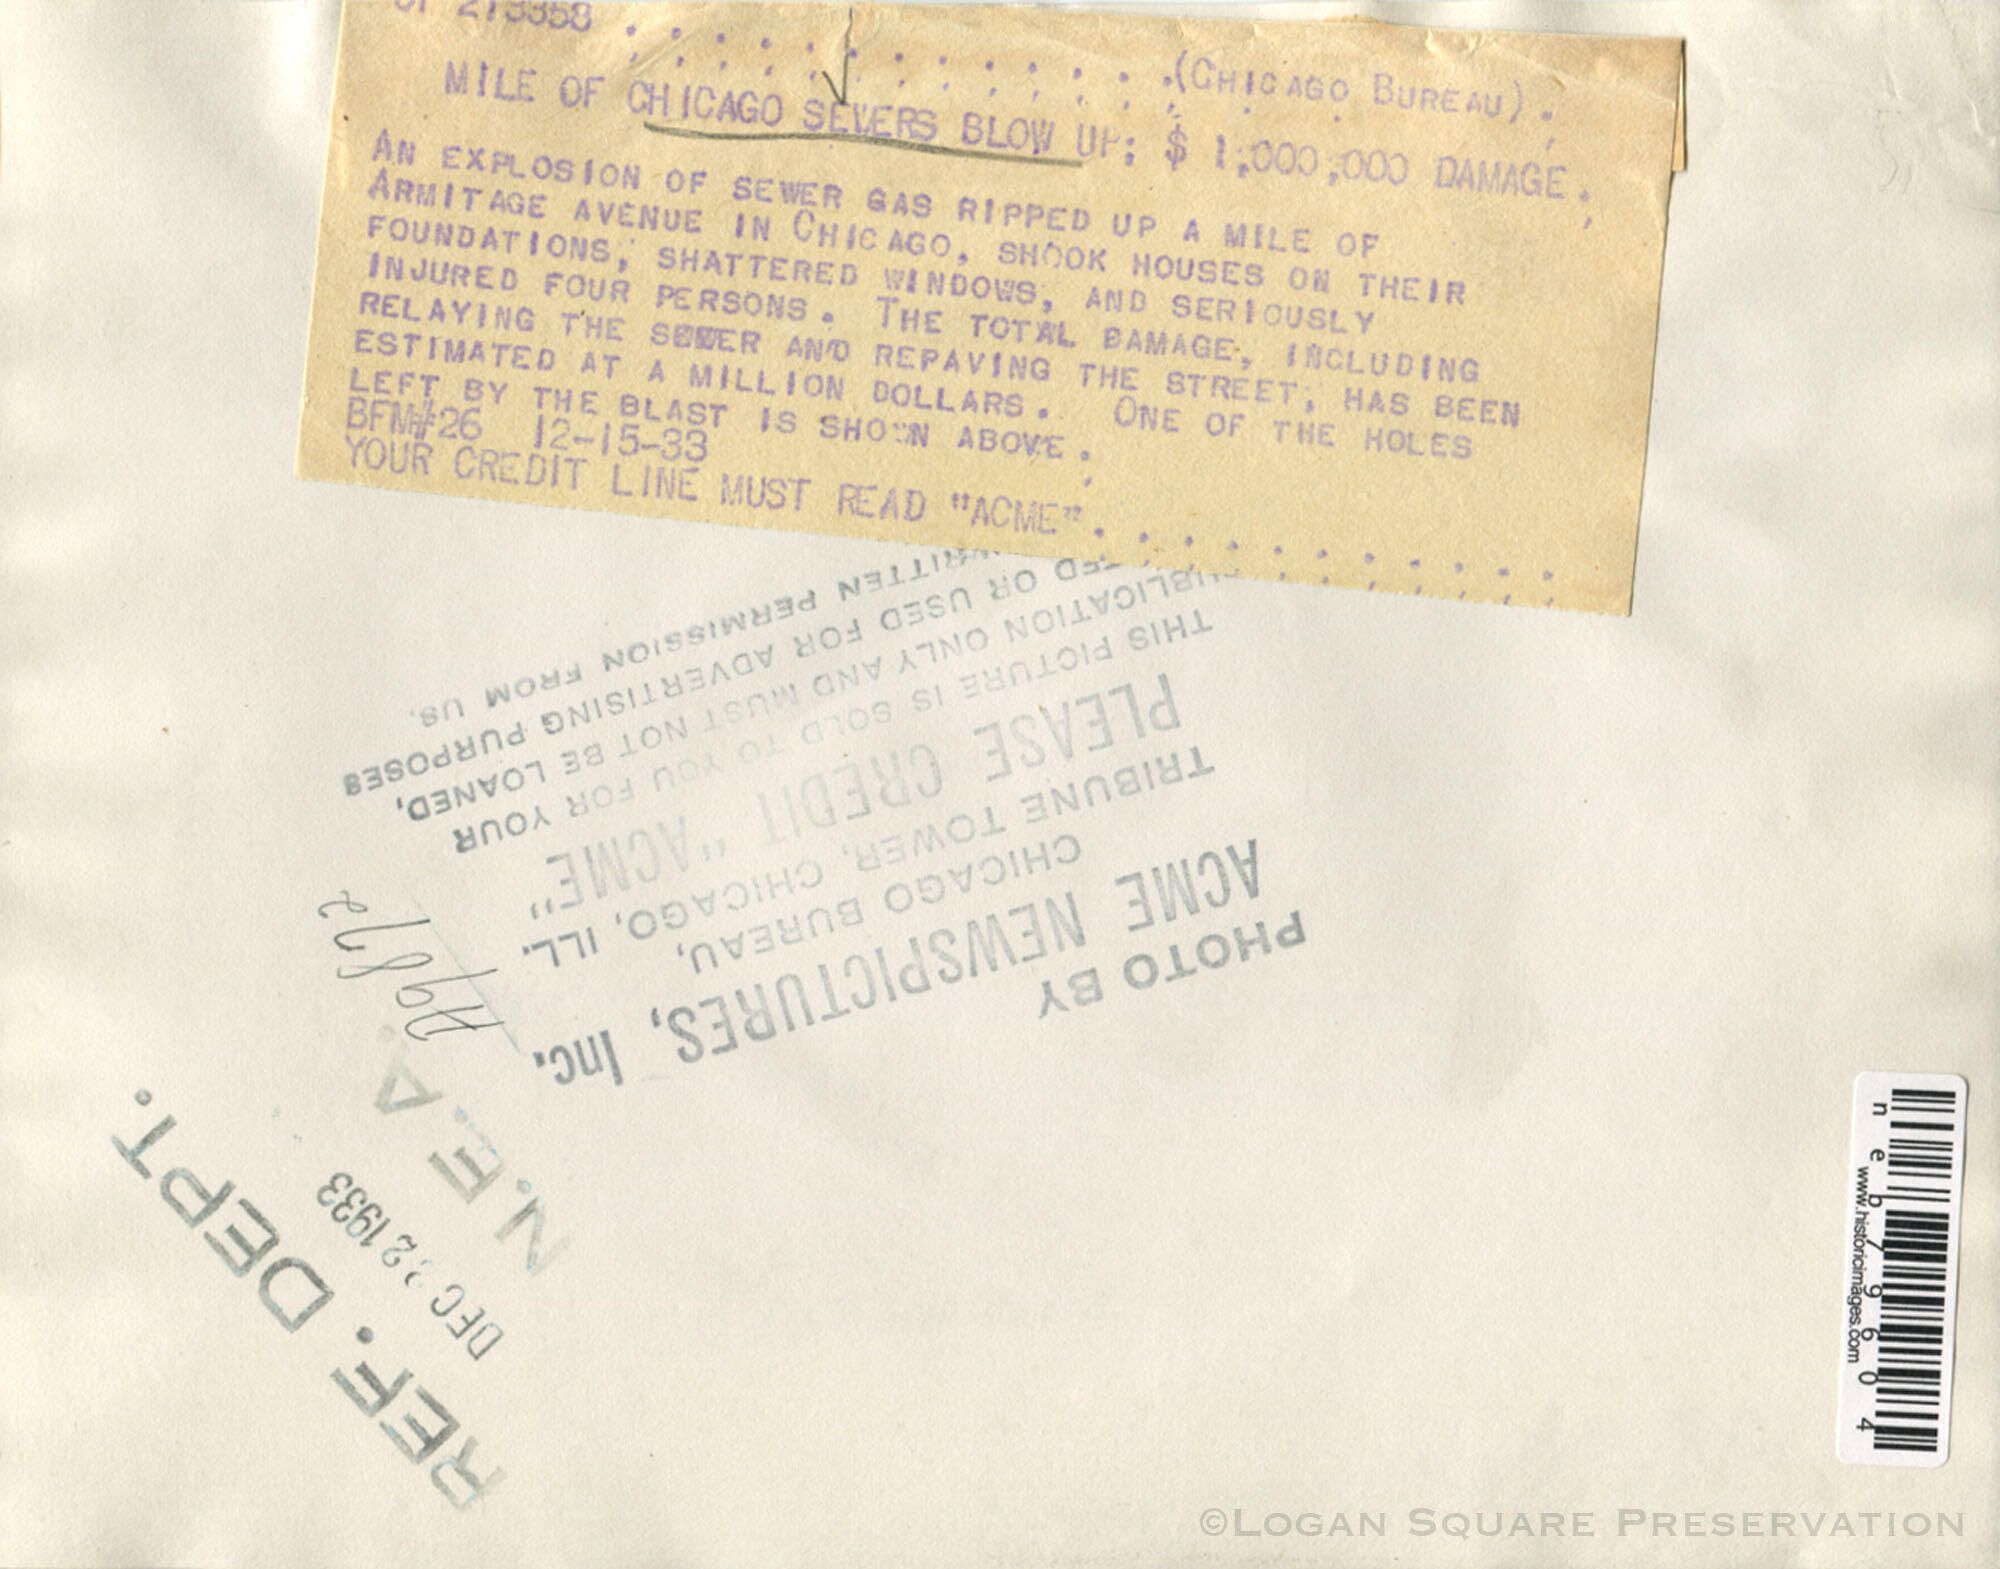 273358 . . . . . . . . . . . . . (CHICAGO BUREAU).
MILE OF CHICAGO SEWERS BLOW UP; $ 1,000,000 DAMAGE.
AN EXPLOSION OF SEWER GAS RIPPED UP A MILE OF
ARMITAGE AVENUE IN CHICAGO, SHOOK HOUSES ON THEIR
FOUNDATIONS, SHATTERED WINDOWS, AND SERIOUSLY
INJURED FOUR PERSONS. THE TOTAL DAMAGE, INCLUDING
RELAYING THE SEWER AND REPAVING THE STREET, HAS BEEN
ESTIMATED AT A MILLION DOLLARS. ONE OF THE HOLES
LEFT BY THE BLAST IS SHOWN ABOVE.
BFM#26 12-15-33
YOUR CREDIT LINE MUST READ "ACME". . . . . . . . . . .
PHOTO BY
ACME NEWSPICTURES, Inc.
CHICAGO BUREAU,
TRIBUNE TOWER, CHICAGO, ILL.
PLEASE CREDIT "ACME"
THIS PICTURE IS SOLD TO YOU FOR YOUR
PUBLICATION ONLY AND MUST NOT BE LOANED,
OR USED FOR ADVERTISING PURPOSES
WRITTEN PERMISSION FROM US.
REF. DEPT.
DEC 1933
N. E. A.
neb79604
www.historicimages.com
©LOGAN SQUARE PRESERVATION